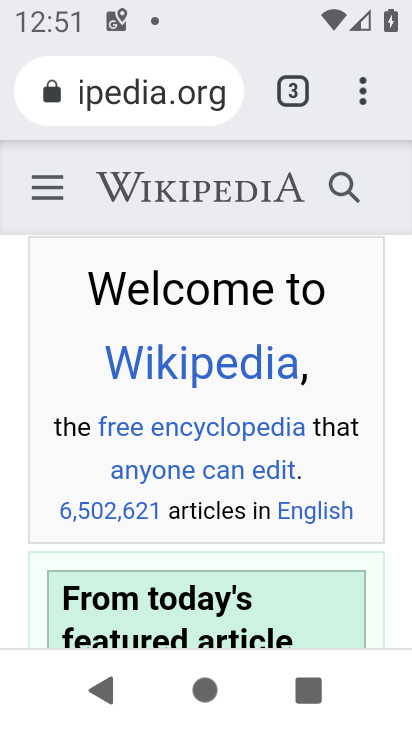 12:51
ipedia.org
3
WIKIPEDIA
Welcome to
Wikipedia,
the free encyclopedia that
anyone can edit.
6,502,621 articles in English
From today's
featured article